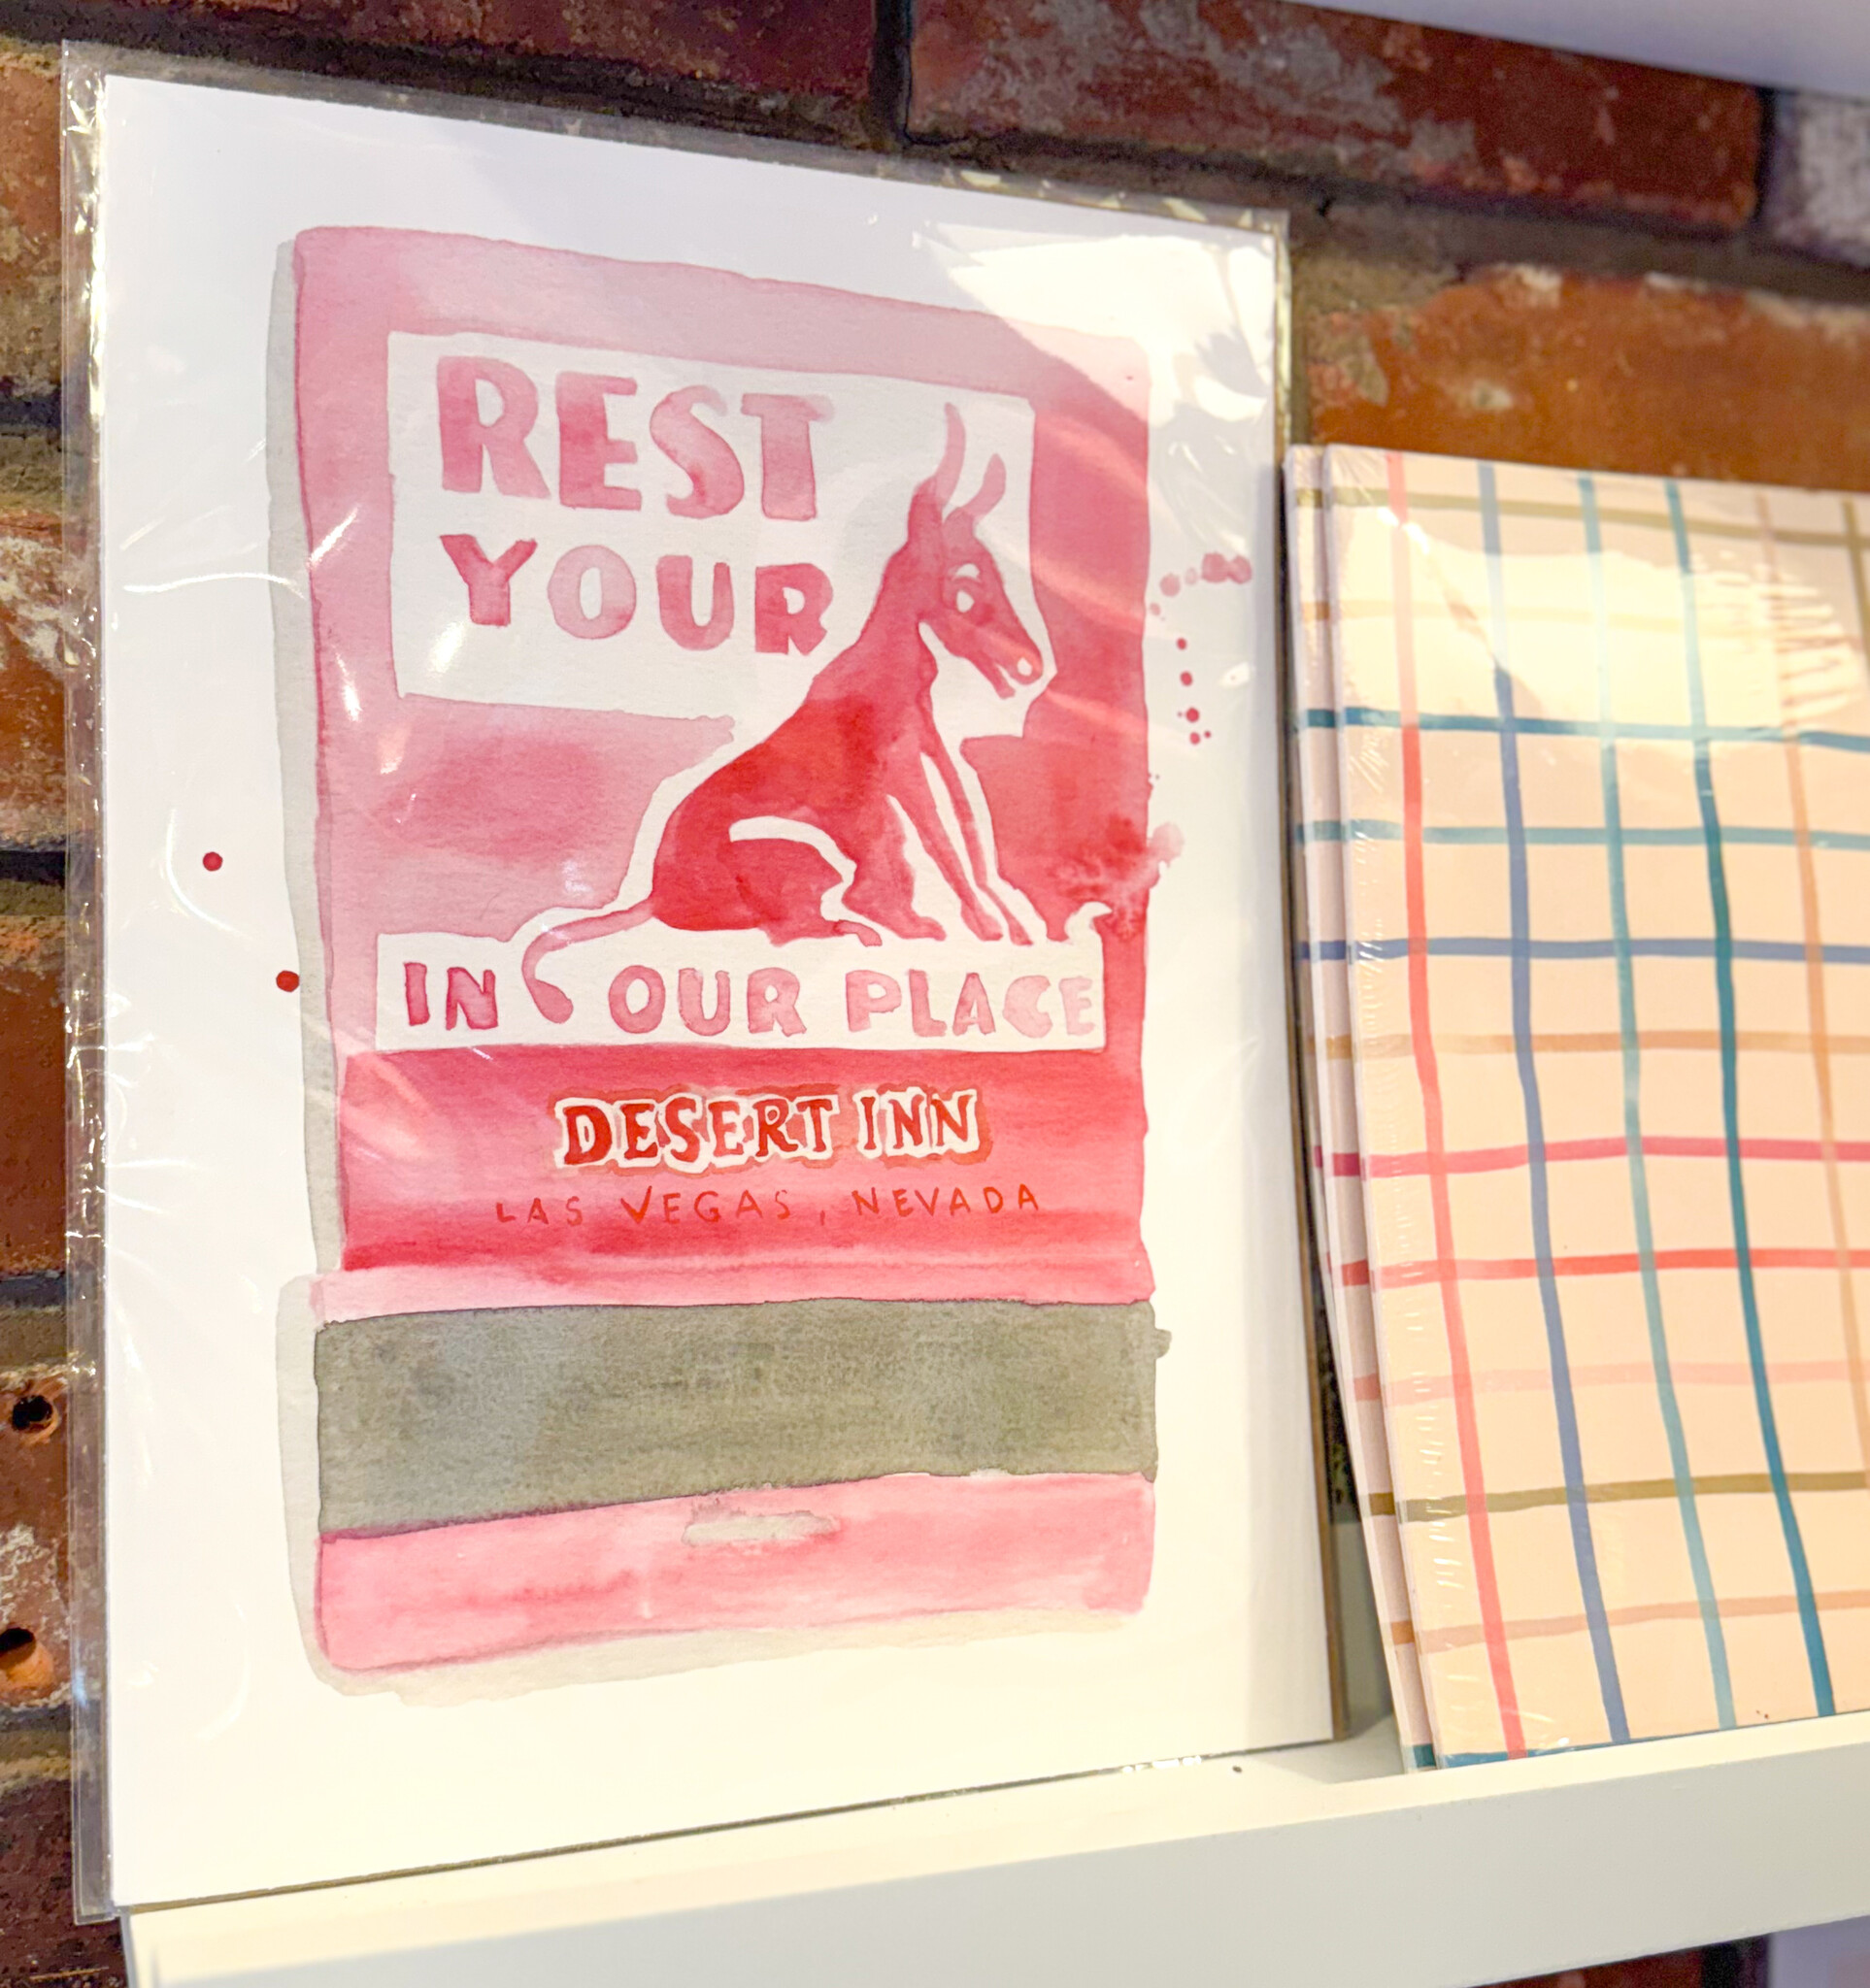 REST
YOUR
IN OUR PLACE
DESERT INN
LAS VEGAS, NEVADA